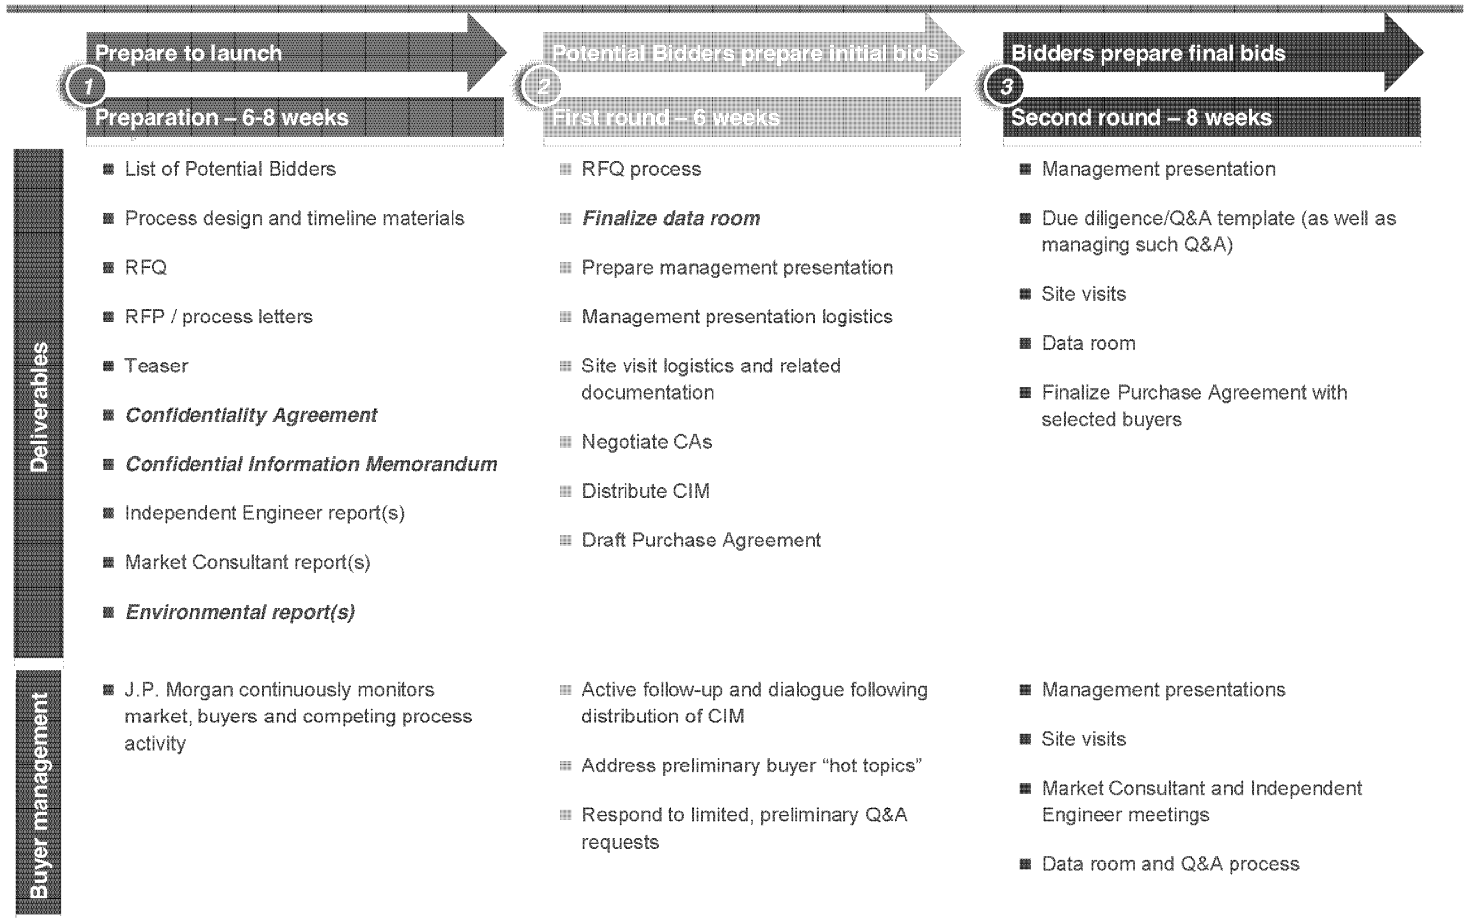 Prepare to launch
1
Preparation – 6-8 weeks
Potential Bidders prepare initial bids
2
First round – 6 weeks
Bidders prepare final bids
3
Second round – 8 weeks
Deliverables
List of Potential Bidders
Process design and timeline materials
RFQ
RFP / process letters
Teaser
Confidentiality Agreement
Confidential Information Memorandum
Independent Engineer report(s)
Market Consultant report(s)
Environmental report(s)
RFQ process
Finalize data room
Prepare management presentation
Management presentation logistics
Site visit logistics and related
documentation
Negotiate CAs
Distribute CIM
Draft Purchase Agreement
Management presentation
Due diligence/Q&A template (as well as
managing such Q&A)
Site visits
Data room
Finalize Purchase Agreement with
selected buyers
Buyer management
J.P. Morgan continuously monitors
market, buyers and competing process
activity
Active follow-up and dialogue following
distribution of CIM
Address preliminary buyer “hot topics”
Respond to limited, preliminary Q&A
requests
Management presentations
Site visits
Market Consultant and Independent
Engineer meetings
Data room and Q&A process